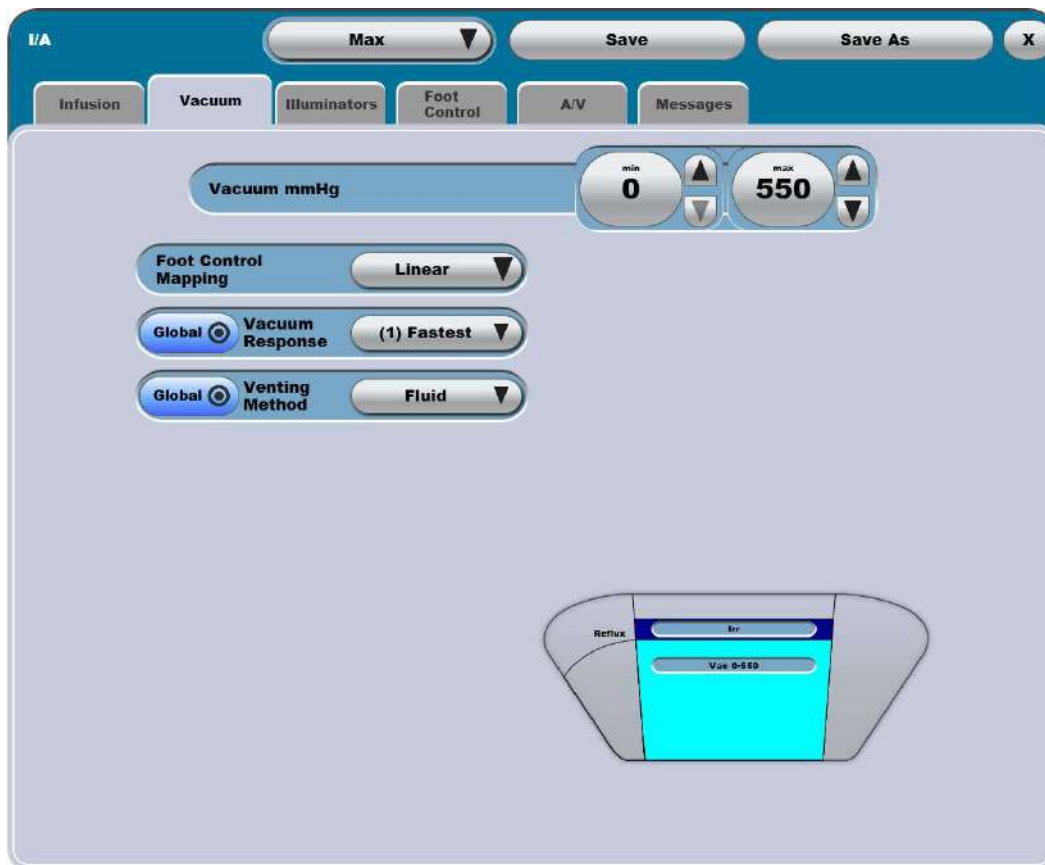 I/A
Max
Save
Save As
X
Infusion
Vacuum
Illuminators
Foot
Control
A/V
Messages
Vacuum mmHg
min
0
max
550
Foot Control
Mapping
Linear
Global
Vacuum
Response
(1) Fastest
Global
Venting
Method
Fluid
Reflux
Irr
Vac 0-550